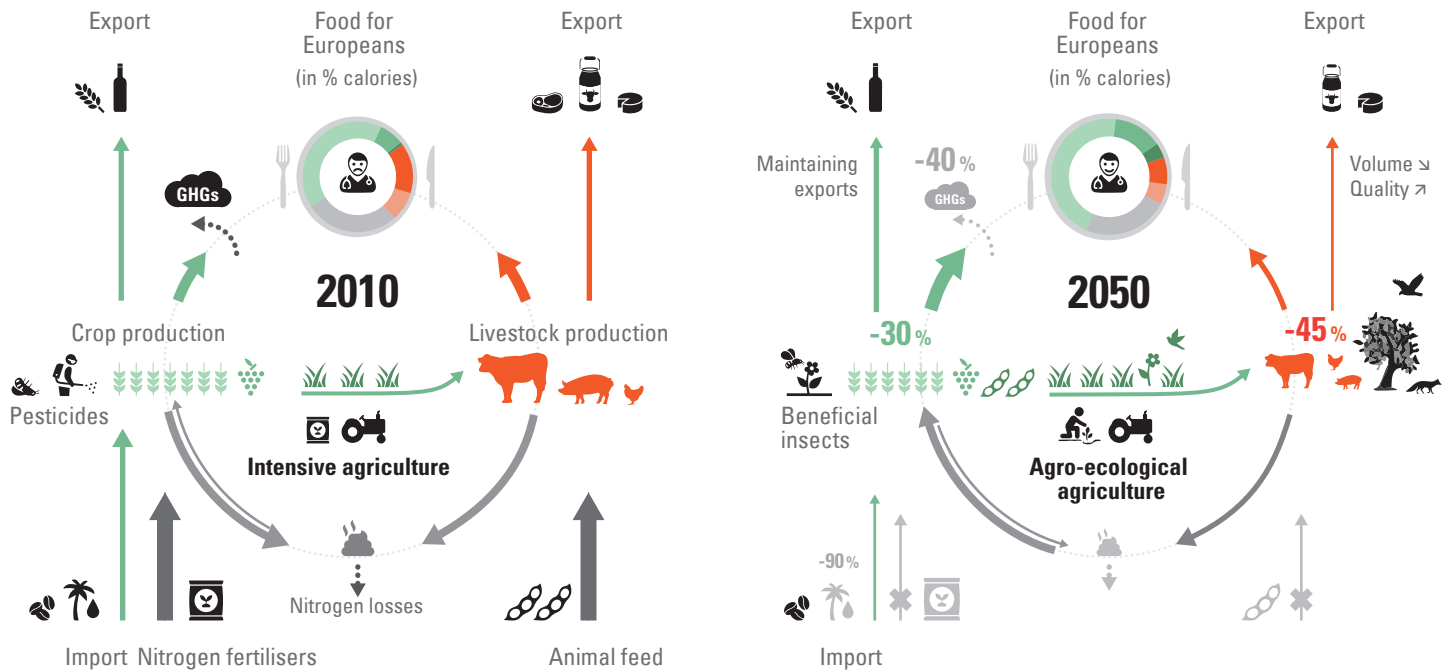 Export
Food for
Europeans
(in % calories)
Export
GHGs
2010
Crop production
Livestock production
Pesticides
Intensive agriculture
Nitrogen losses
Import
Nitrogen fertilisers
Animal feed
Export
Food for
Europeans
(in % calories)
Export
Maintaining
exports
-40 %
GHGs
Volume ↘
Quality ↗
2050
-30 %
-45 %
Beneficial
insects
Agro-ecological
agriculture
-90%
Import